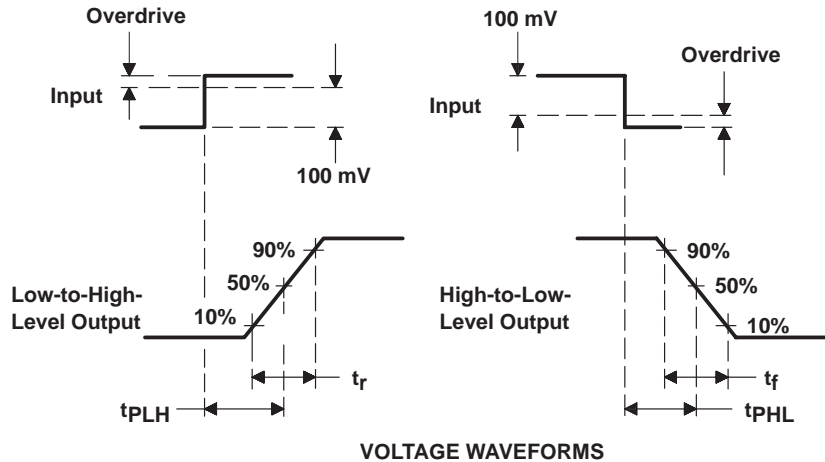 Overdrive
Input
100 mV
100 mV
Overdrive
Input
90%
50%
10%
Low-to-High-
Level Output
tr
tPLH
90%
50%
10%
High-to-Low-
Level Output
tf
tPHL
VOLTAGE WAVEFORMS